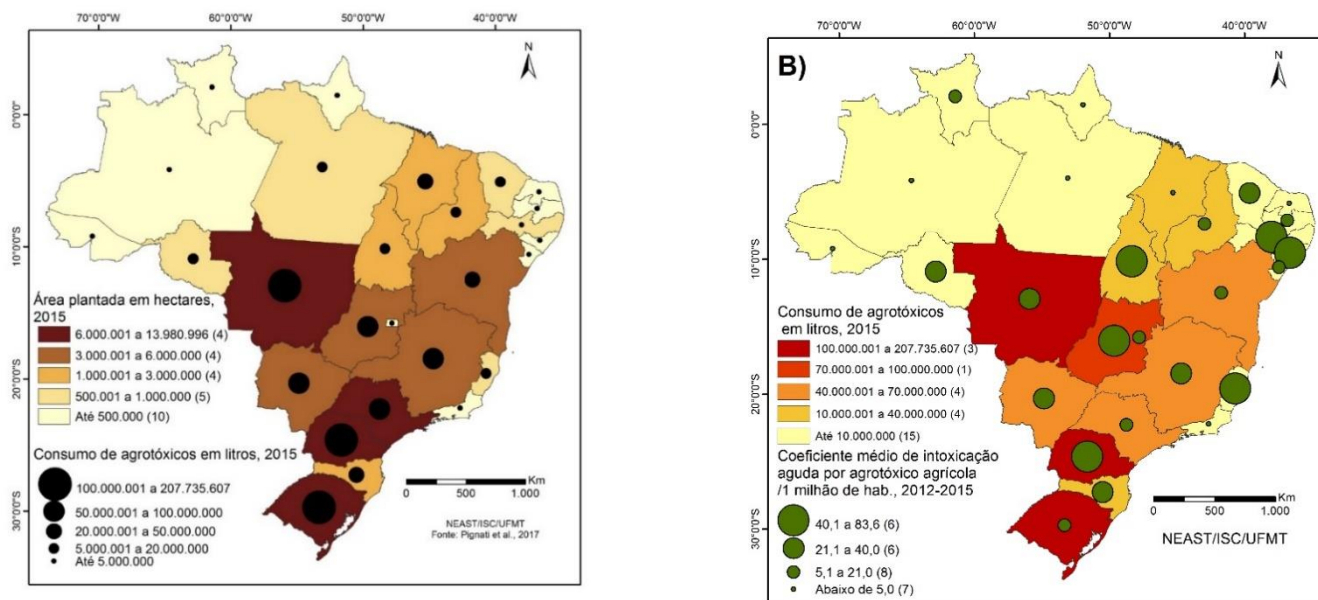 70°0'0"W 60°0'0"W 50°0'0"W 40°0'0"W
N
0°0'0"
10°0'0"S
20°0'0"S
30°0'0"S
Área plantada em hectares,
2015
6.000.001 a 13.980.996 (4)
3.000.001 a 6.000.000 (4)
1.000.001 a 3.000.000 (4)
500.001 a 1.000.000 (5)
Até 500.000 (10)
Consumo de agrotóxicos em litros, 2015
100.000.001 a 207.735.607
50.000.001 a 100.000.000
20.000.001 a 50.000.000
5.000.001 a 20.000.000
Até 5.000.000
Km
0 500 1.000
NEAST/ISC/UFMT
Fonte: Pignati et al., 2017
70°0'0"W 60°0'0"W 50°0'0"W 40°0'0"W
B)
N
0°0'0"
10°0'0"S
20°0'0"S
30°0'0"S
Consumo de agrotóxicos
em litros, 2015
100.000.001 a 207.735.607 (3)
70.000.001 a 100.000.000 (1)
40.000.001 a 70.000.000 (4)
10.000.001 a 40.000.000 (4)
Até 10.000.000 (15)
Coeficiente médio de intoxicação
aguda por agrotóxico agrícola
/1 milhão de hab., 2012-2015
40,1 a 83,6 (6)
21,1 a 40,0 (6)
5,1 a 21,0 (8)
Abaixo de 5,0 (7)
Km
0 500 1.000
NEAST/ISC/UFMT